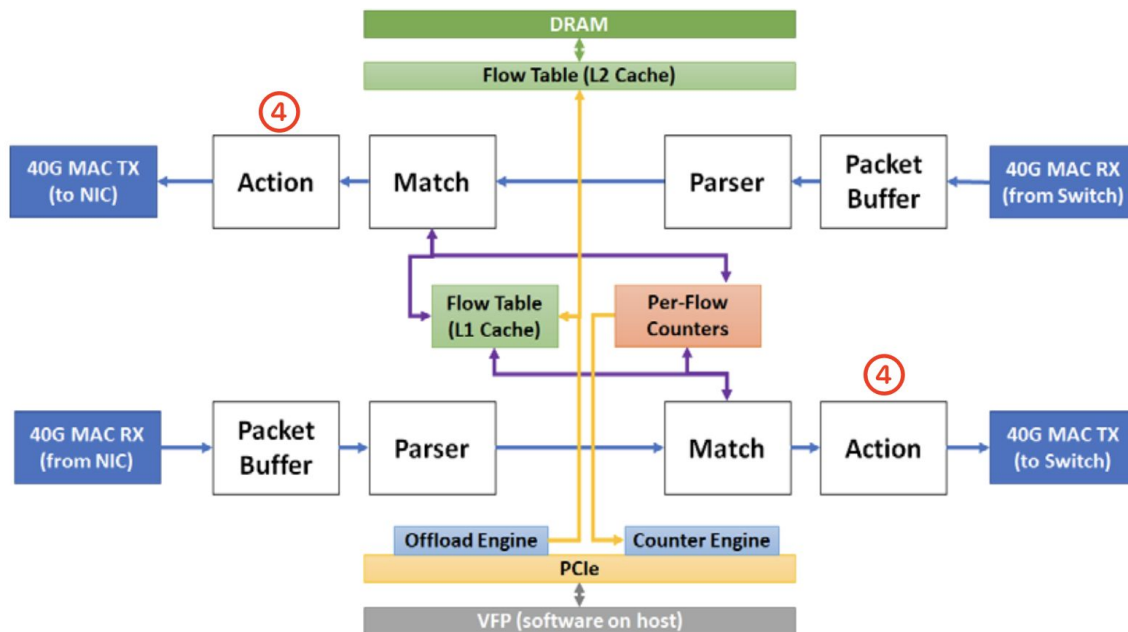 DRAM
Flow Table (L2 Cache)
④
40G MAC TX
(to NIC)
Action
Match
Parser
Packet
Buffer
40G MAC RX
(from Switch)
Flow Table
(L1 Cache)
Per-Flow
Counters
④
40G MAC RX
(from NIC)
Packet
Buffer
Parser
Match
Action
40G MAC TX
(to Switch)
Offload Engine
Counter Engine
PCIe
VFP (software on host)